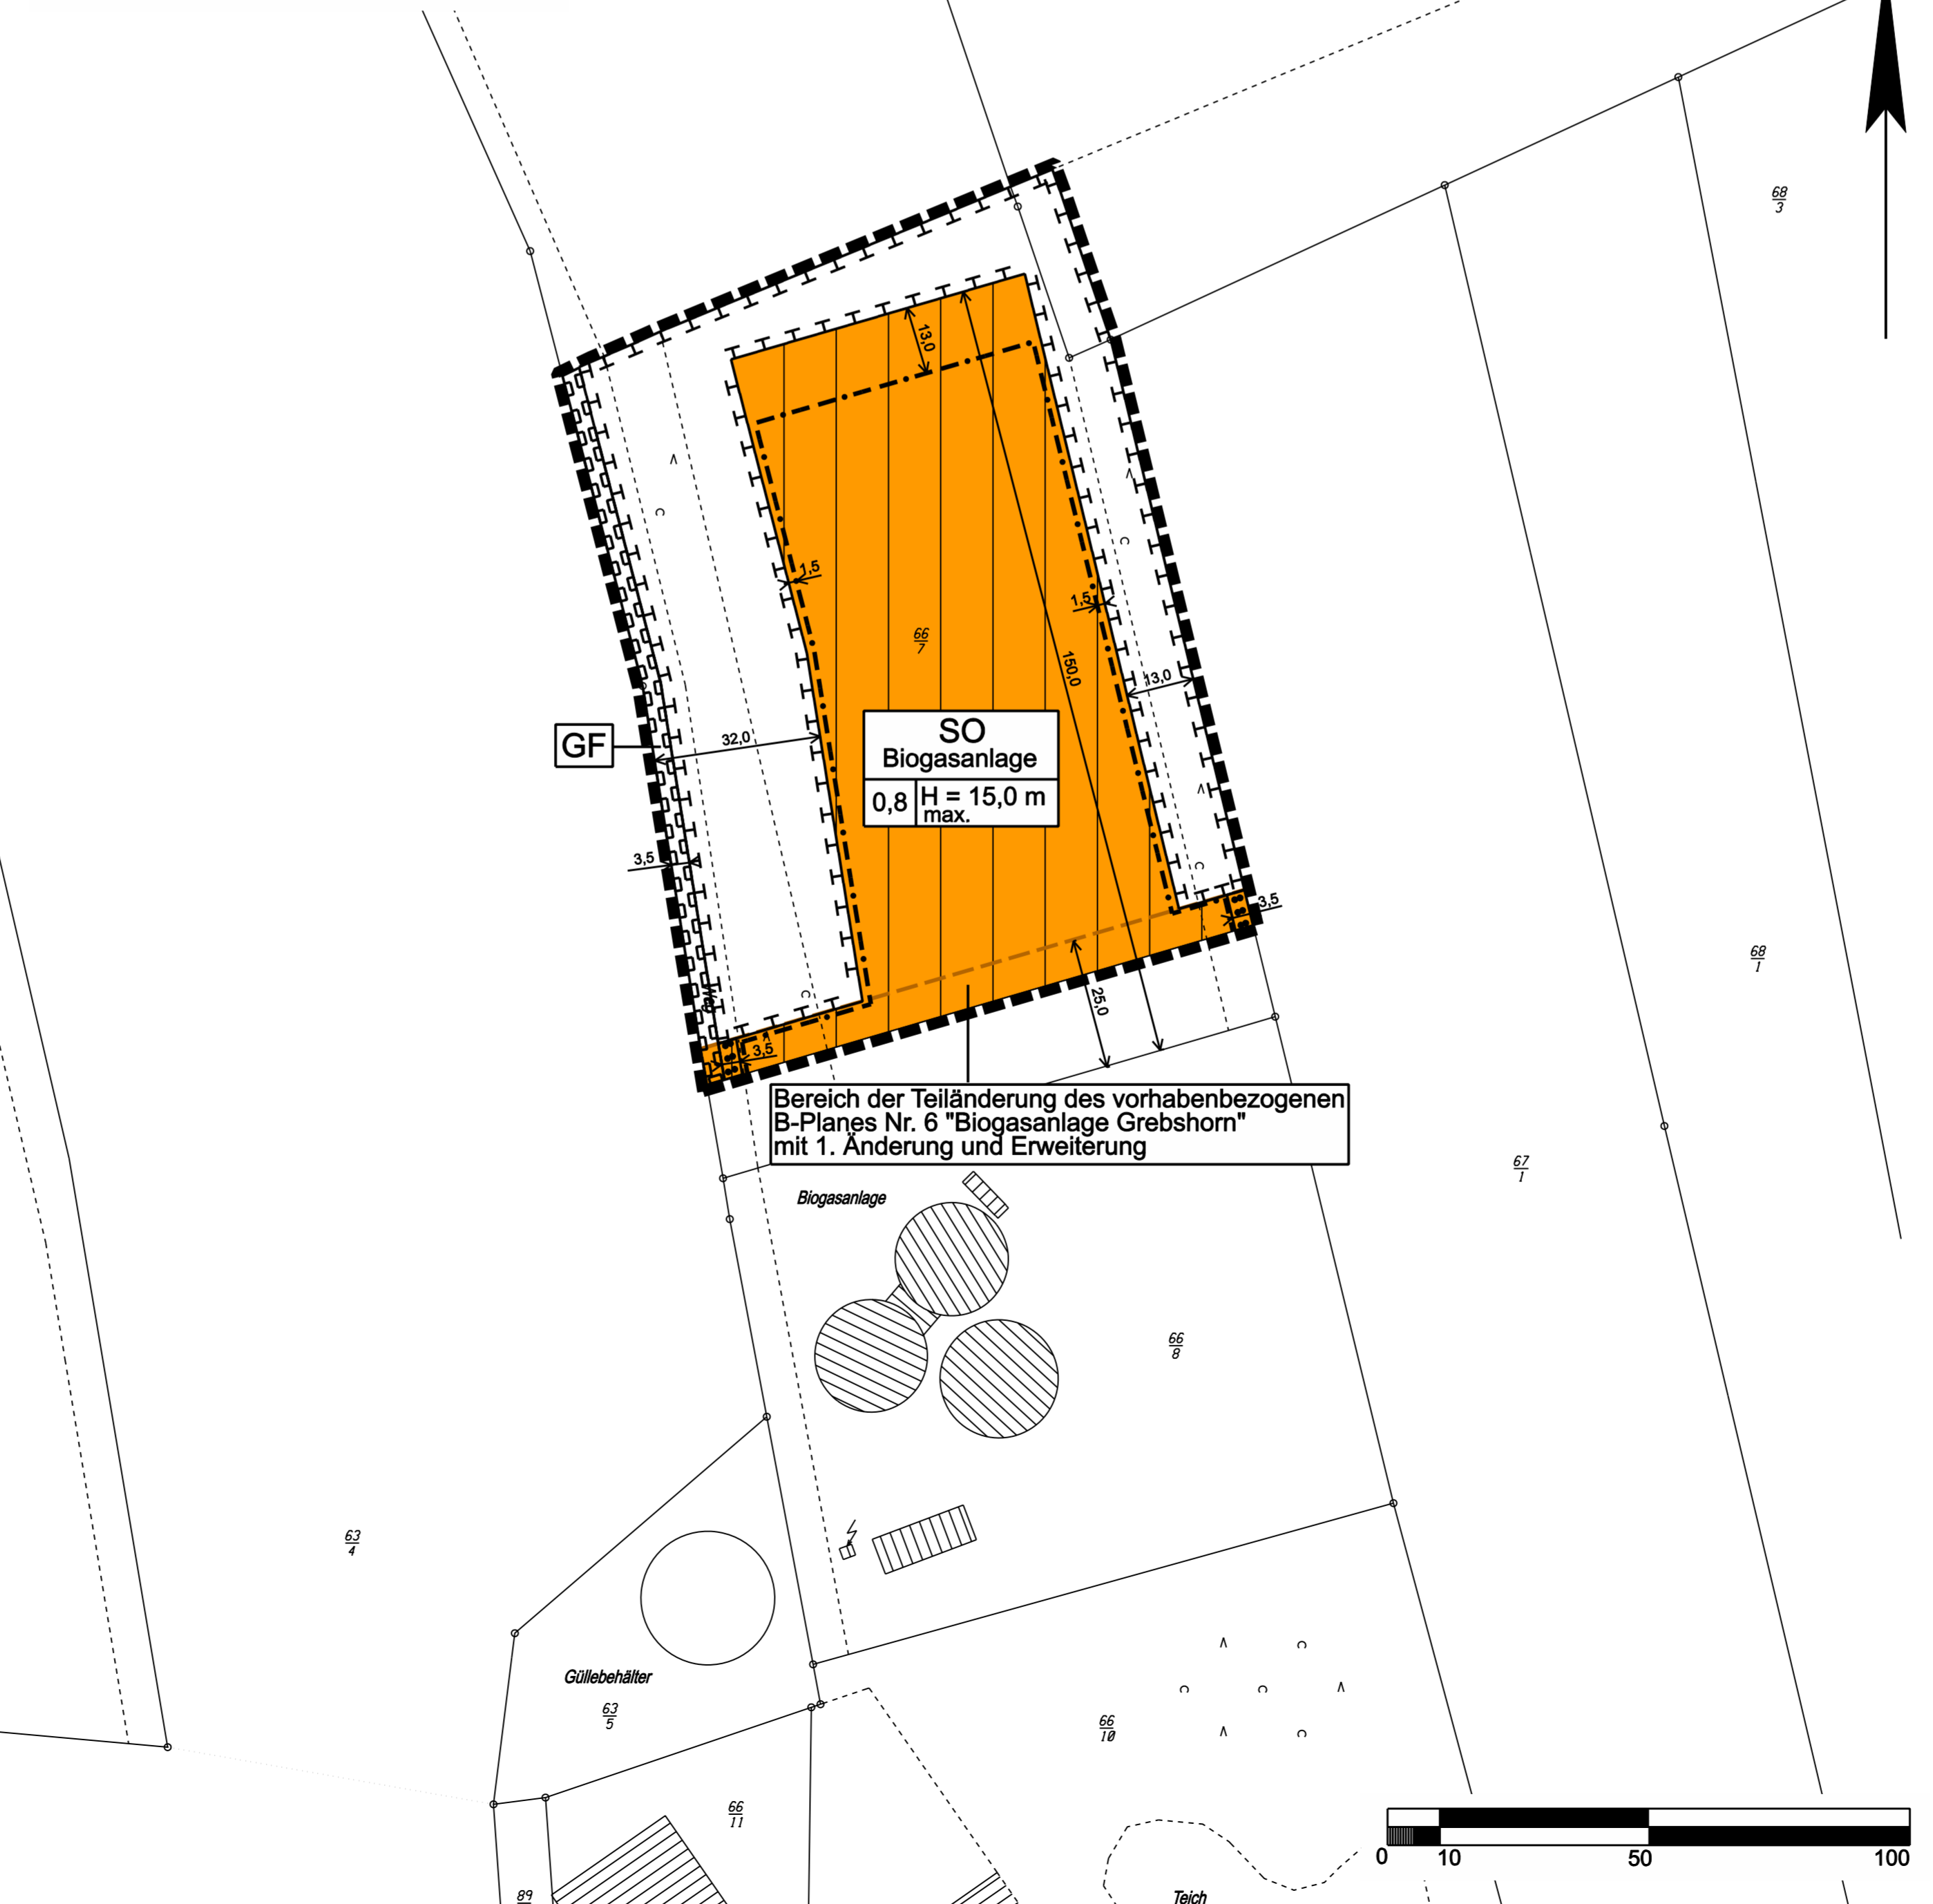 68
3
13,0
1,5
1,5
66
7
150,0
13,0
GF
32,0
SO
Biogasanlage
0,8
H = 15,0 m
max.
3,5
3,5
68
1
Weg
25,0
3,5
Bereich der Teiländerung des vorhabenbezogenen
B-Planes Nr. 6 "Biogasanlage Grebshorn"
mit 1. Änderung und Erweiterung
67
1
Biogasanlage
66
8
63
4
Güllebehälter
63
5
66
10
66
11
0 10 50 100
89
Teich